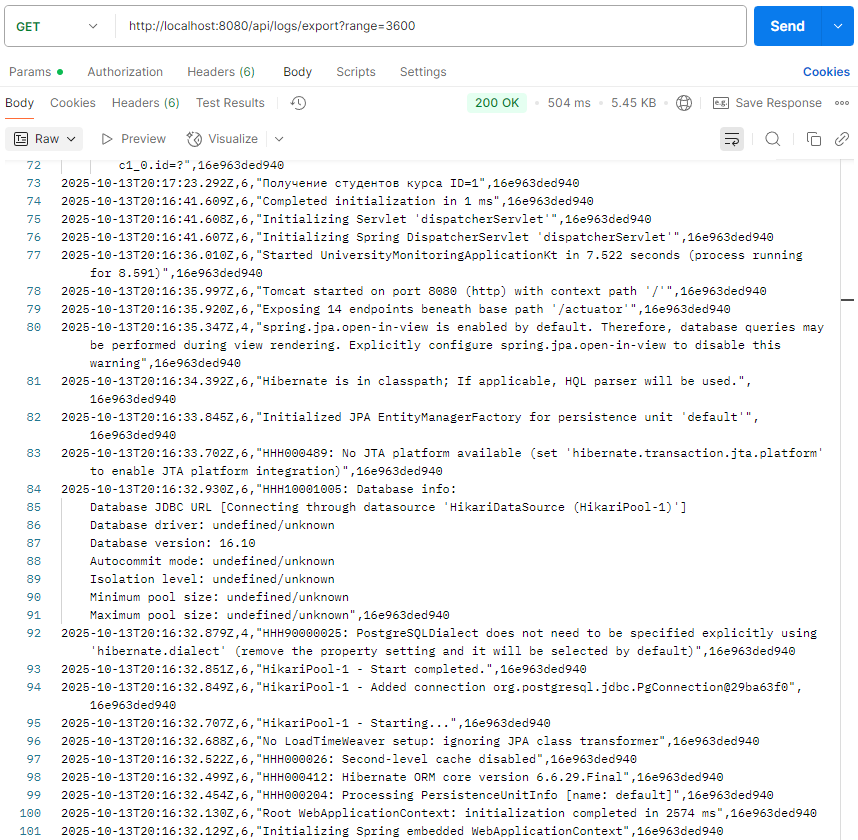 GET http://localhost:8080/api/logs/export?range=3600 Send
Params Authorization Headers (6) Body Scripts Settings Cookies
Body Cookies Headers (6) Test Results 200 OK 504 ms 5.45 KB e.g. Save Response
Raw Preview Visualize
72 c1_0.id=?",16e963ded940
73 2025-10-13T20:17:23.292Z,6,"Получение студентов курса ID=1",16e963ded940
74 2025-10-13T20:16:41.609Z,6,"Completed initialization in 1 ms",16e963ded940
75 2025-10-13T20:16:41.608Z,6,"Initializing Servlet 'dispatcherServlet'",16e963ded940
76 2025-10-13T20:16:41.607Z,6,"Initializing Spring DispatcherServlet 'dispatcherServlet'",16e963ded940
77 2025-10-13T20:16:36.010Z,6,"Started UniversityMonitoringApplicationKt in 7.522 seconds (process running
for 8.591)",16e963ded940
78 2025-10-13T20:16:35.997Z,6,"Tomcat started on port 8080 (http) with context path '/'",16e963ded940
79 2025-10-13T20:16:35.920Z,6,"Exposing 14 endpoints beneath base path '/actuator'",16e963ded940
80 2025-10-13T20:16:35.347Z,4,"spring.jpa.open-in-view is enabled by default. Therefore, database queries may
be performed during view rendering. Explicitly configure spring.jpa.open-in-view to disable this
warning",16e963ded940
81 2025-10-13T20:16:34.392Z,6,"Hibernate is in classpath; If applicable, HQL parser will be used.",
16e963ded940
82 2025-10-13T20:16:33.845Z,6,"Initialized JPA EntityManagerFactory for persistence unit 'default'",
16e963ded940
83 2025-10-13T20:16:33.702Z,6,"HHH000489: No JTA platform available (set 'hibernate.transaction.jta.platform'
to enable JTA platform integration)",16e963ded940
84 2025-10-13T20:16:32.930Z,6,"HHH10001005: Database info:
85 Database JDBC URL [Connecting through datasource 'HikariDataSource (HikariPool-1)']
86 Database driver: undefined/unknown
87 Database version: 16.10
88 Autocommit mode: undefined/unknown
89 Isolation level: undefined/unknown
90 Minimum pool size: undefined/unknown
91 Maximum pool size: undefined/unknown",16e963ded940
92 2025-10-13T20:16:32.879Z,4,"HHH90000025: PostgreSQLDialect does not need to be specified explicitly using
'hibernate.dialect' (remove the property setting and it will be selected by default)",16e963ded940
93 2025-10-13T20:16:32.851Z,6,"HikariPool-1 - Start completed.",16e963ded940
94 2025-10-13T20:16:32.849Z,6,"HikariPool-1 - Added connection org.postgresql.jdbc.PgConnection@29ba63f0",
16e963ded940
95 2025-10-13T20:16:32.707Z,6,"HikariPool-1 - Starting...",16e963ded940
96 2025-10-13T20:16:32.688Z,6,"No LoadTimeWeaver setup: ignoring JPA class transformer",16e963ded940
97 2025-10-13T20:16:32.522Z,6,"HHH000026: Second-level cache disabled",16e963ded940
98 2025-10-13T20:16:32.499Z,6,"HHH000412: Hibernate ORM core version 6.6.29.Final",16e963ded940
99 2025-10-13T20:16:32.454Z,6,"HHH000204: Processing PersistenceUnitInfo [name: default]",16e963ded940
100 2025-10-13T20:16:32.130Z,6,"Root WebApplicationContext: initialization completed in 2574 ms",16e963ded940
101 2025-10-13T20:16:32.129Z,6,"Initializing Spring embedded WebApplicationContext",16e963ded940